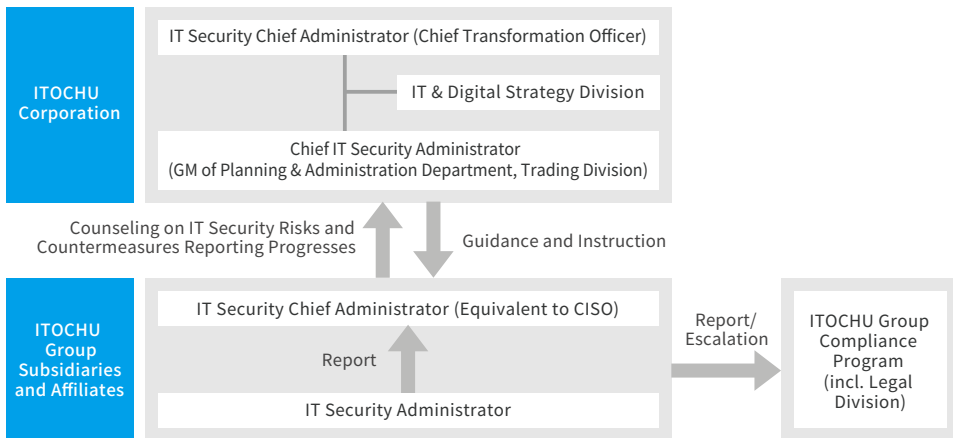 ITOCHU
Corporation
IT Security Chief Administrator (Chief Transformation Officer)
IT & Digital Strategy Division
Chief IT Security Administrator
(GM of Planning & Administration Department, Trading Division)
Counseling on IT Security Risks and
Countermeasures Reporting Progresses
Guidance and Instruction
ITOCHU
Group
Subsidiaries
and Affiliates
IT Security Chief Administrator (Equivalent to CISO)
Report
IT Security Administrator
Report/
Escalation
ITOCHU Group
Compliance
Program
(incl. Legal
Division)